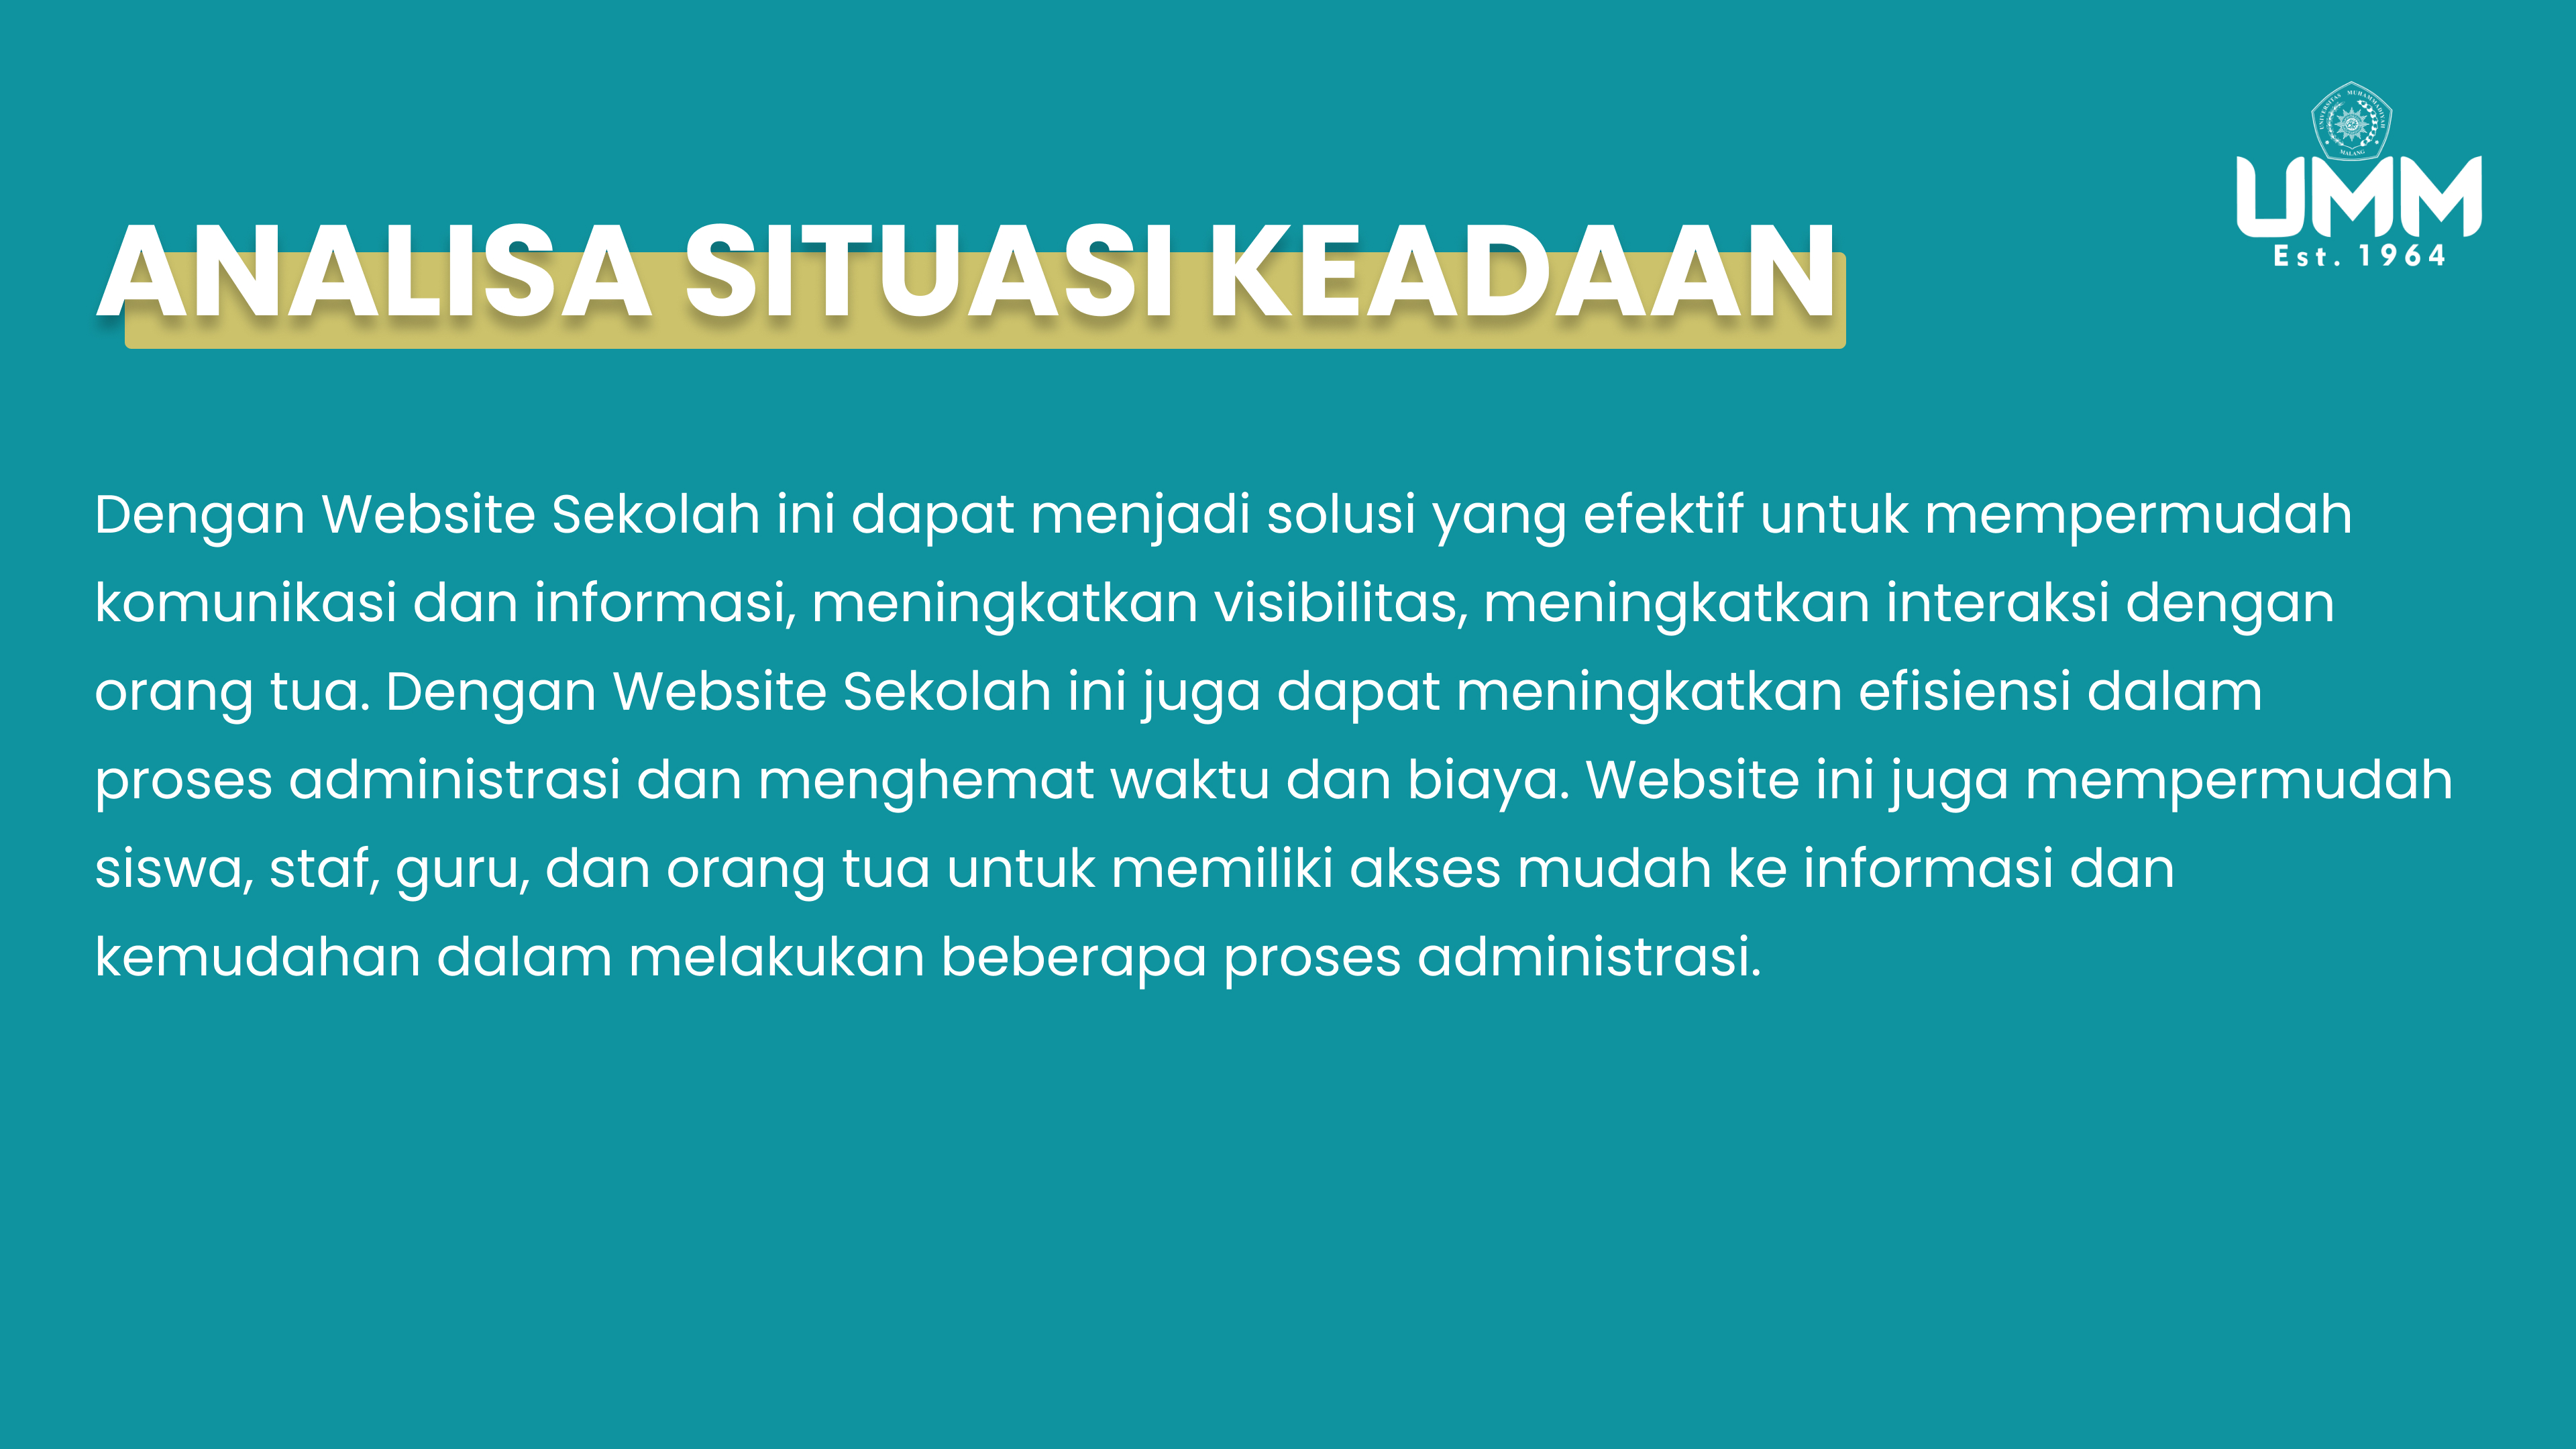 UNIVERSITAS MUHAMMADIYAH
MALANG
UMM
Est. 1964
ANALISA SITUASI KEADAAN
Dengan Website Sekolah ini dapat menjadi solusi yang efektif untuk mempermudah
komunikasi dan informasi, meningkatkan visibilitas, meningkatkan interaksi dengan
orang tua. Dengan Website Sekolah ini juga dapat meningkatkan efisiensi dalam
proses administrasi dan menghemat waktu dan biaya. Website ini juga mempermudah
siswa, staf, guru, dan orang tua untuk memiliki akses mudah ke informasi dan
kemudahan dalam melakukan beberapa proses administrasi.